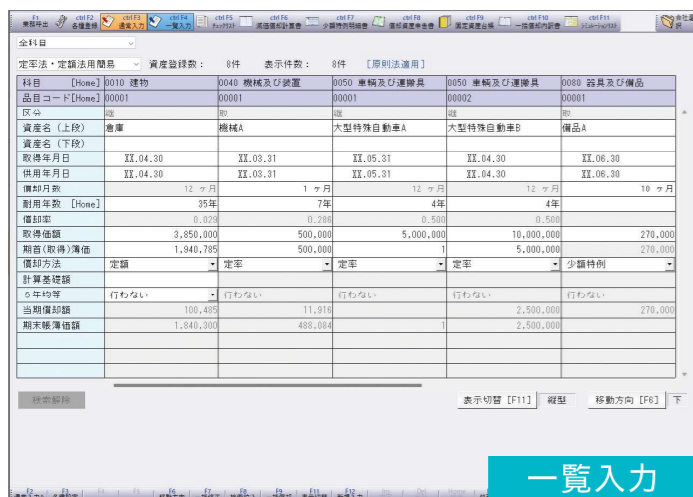 F1 業務呼出 ctrl F2 各種登録 ctrl F3 通常入力 ctrl F4 一覧入力 ctrl F5 ﾁｪｯｸﾘｽﾄ ctrl F6 減価償却計算書 ctrl F7 少額特例明細書 ctrl F8 償却資産申告書 ctrl F9 固定資産台帳 ctrl F10 一括償却内訳書 ctrl F11 ｼﾐｭﾚｰｼｮﾝﾘｽﾄ
全科目
定率法・定額法用簡易 資産登録数： 8件 表示件数： 8件 [原則法適用]
科目 [Home] 0010 建物 0040 機械及び装置 0050 車輌及び運搬具 0050 車輌及び運搬具 0080 器具及び備品
品目コード[Home] 00001 00001 00001 00002 00001
区分 継 取 継 継 取
資産名（上段） 倉庫 機械A 大型特殊自動車A 大型特殊自動車B 備品A
資産名（下段）
取得年月日 XX.04.30 XX.03.31 XX.05.31 XX.04.30 XX.06.30
供用年月日 XX.04.30 XX.03.31 XX.05.31 XX.04.30 XX.06.30
償却月数 12 ヶ月 1 ヶ月 12 ヶ月 12 ヶ月 10 ヶ月
耐用年数 [Home] 35年 7年 4年 4年
償却率 0.029 0.286 0.500 0.500
取得価額 3,850,000 500,000 5,000,000 10,000,000 270,000
期首(取得)簿価 1,940,785 500,000 1 5,000,000 270,000
償却方法 定額 定率 定率 定率 少額特例
計算基礎額
5年均等 行わない 行わない 行わない 行わない 行わない
当期償却額 100,485 11,916 2,500,000 270,000
期末帳簿価額 1,840,300 488,084 1 2,500,000
検索解除 表示切替 [F11] 縦型 移動方向 [F6] 下
一覧入力
F2 F3 F6 F7 F8 F9 F11 F12